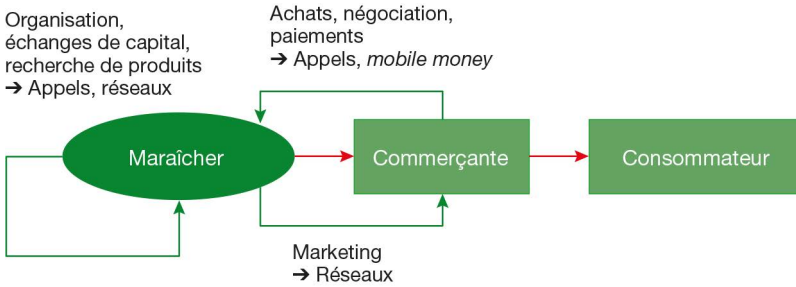 Organisation,
échanges de capital,
recherche de produits
➔ Appels, réseaux
Achats, négociation,
paiements
➔ Appels, mobile money
Maraîcher
Commerçante
Consommateur
Marketing
➔ Réseaux